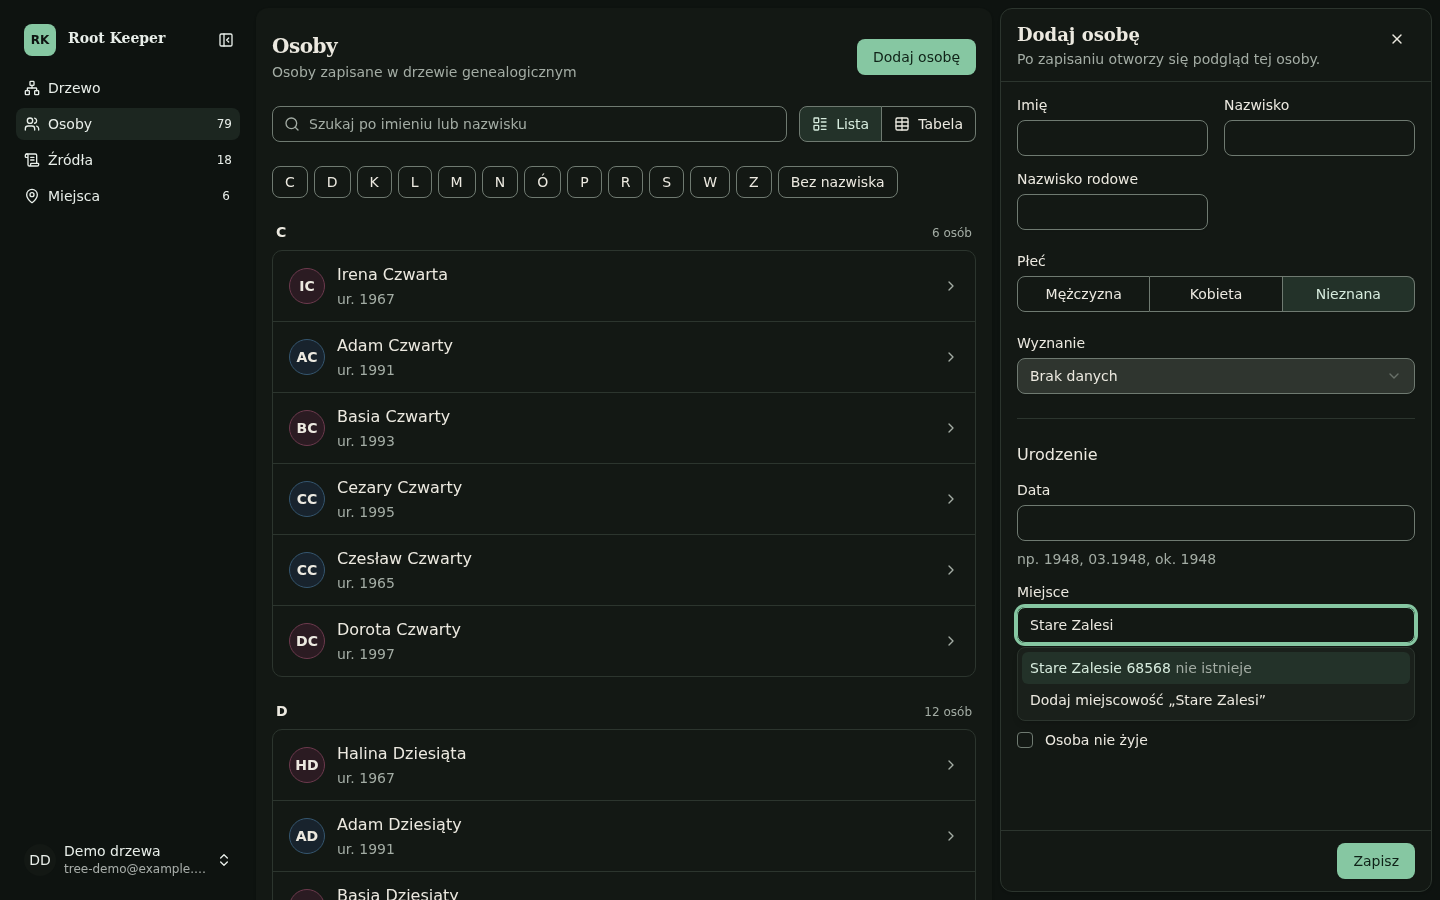 RK
Root Keeper
Drzewo
Osoby 79
Źródła 18
Miejsca 6
DD
Demo drzewa
tree-demo@example....
Osoby
Osoby zapisane w drzewie genealogicznym
Dodaj osobę
Szukaj po imieniu lub nazwisku
Lista
Tabela
C D K L M N Ó P R S W Z Bez nazwiska
C 6 osób
IC
Irena Czwarta
ur. 1967
AC
Adam Czwarty
ur. 1991
BC
Basia Czwarty
ur. 1993
CC
Cezary Czwarty
ur. 1995
CC
Czesław Czwarty
ur. 1965
DC
Dorota Czwarty
ur. 1997
D 12 osób
HD
Halina Dziesiąta
ur. 1967
AD
Adam Dziesiąty
ur. 1991
Basia Dziesiąty
Dodaj osobę
Po zapisaniu otworzy się podgląd tej osoby.
Imię
Nazwisko
Nazwisko rodowe
Płeć
Mężczyzna Kobieta Nieznana
Wyznanie
Brak danych
Urodzenie
Data
np. 1948, 03.1948, ok. 1948
Miejsce
Stare Zalesi
Stare Zalesie 68568 nie istnieje
Dodaj miejscowość „Stare Zalesi”
Osoba nie żyje
Zapisz